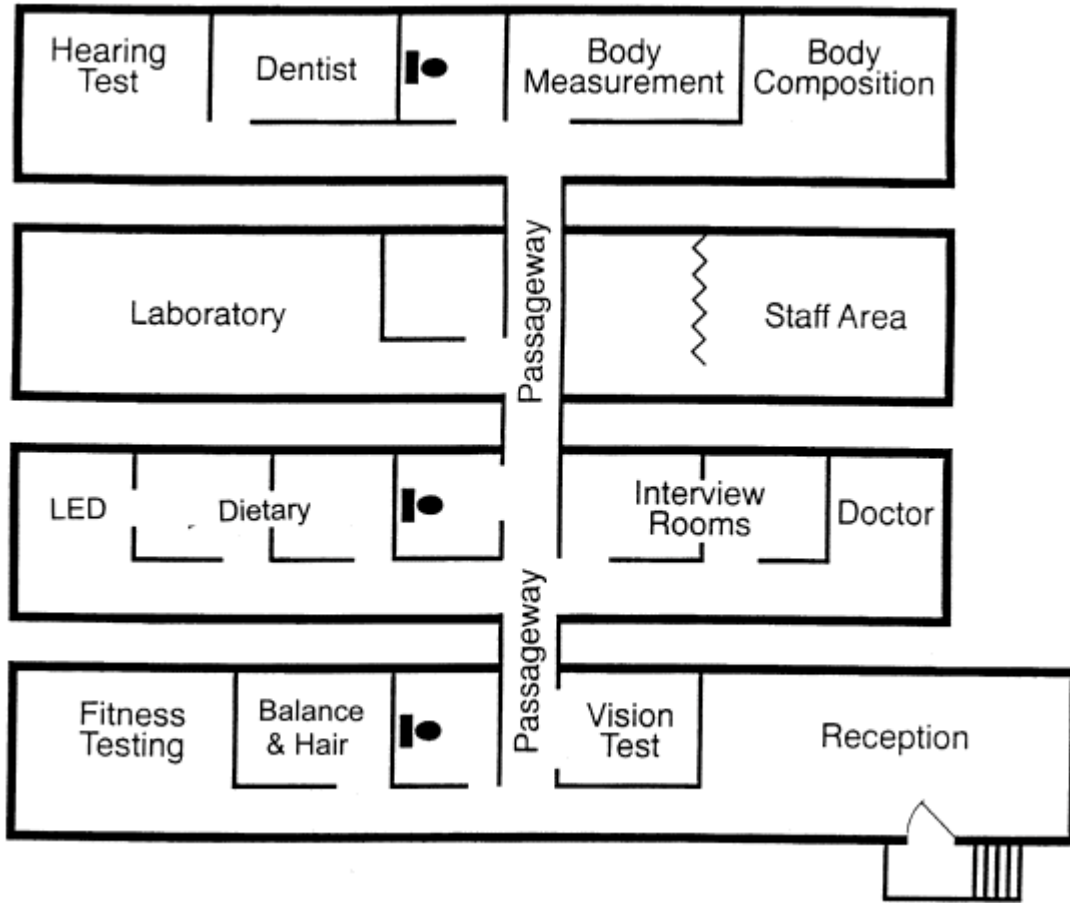 Hearing
Test
Dentist
Body
Measurement
Body
Composition
Passageway
Laboratory
Staff Area
LED
Dietary
Interview
Rooms
Doctor
Passageway
Fitness
Testing
Balance
& Hair
Vision
Test
Reception